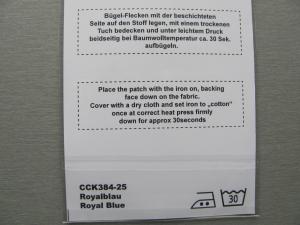 Bügel-Flecken mit der beschichteten
Seite auf den Stoff legen, mit einem trockenen
Tuch bedecken und unter leichtem Druck
beidseitig bei Baumwolltemperatur ca. 30 Sek.
aufbügeln.
Place the patch with the iron on, backing
face down on the fabric.
Cover with a dry cloth and set iron to „cotton"
once at correct heat press firmly
down for approx 30seconds
CCK384-25
Royalblau
Royal Blue
30